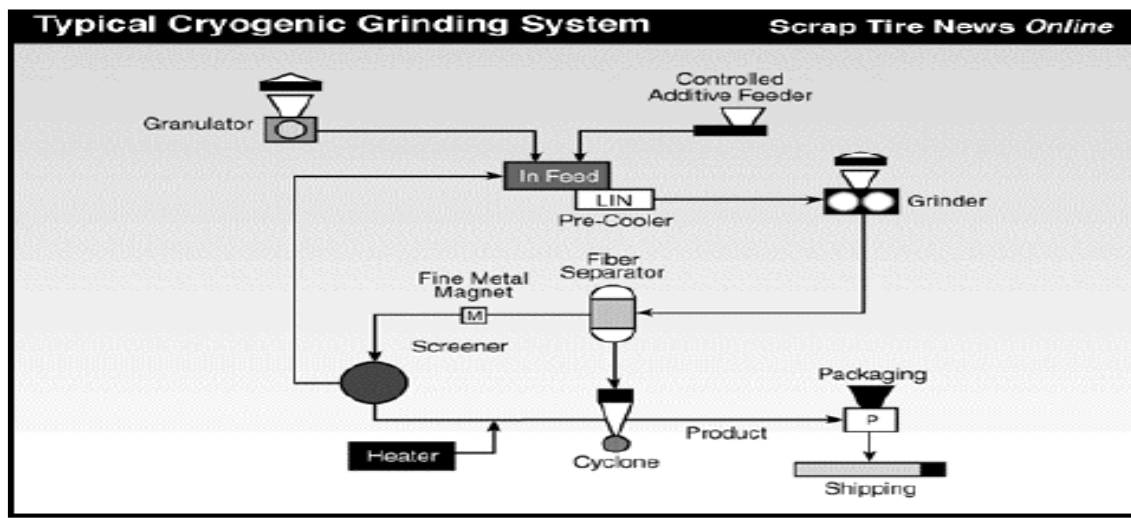 Typical Cryogenic Grinding System
Scrap Tire News Online
Controlled
Additive Feeder
Granulator
In Feed
LIN
Pre-Cooler
Grinder
Fiber
Separator
Fine Metal
Magnet
M
Screener
Packaging
P
Product
Heater
Cyclone
Shipping